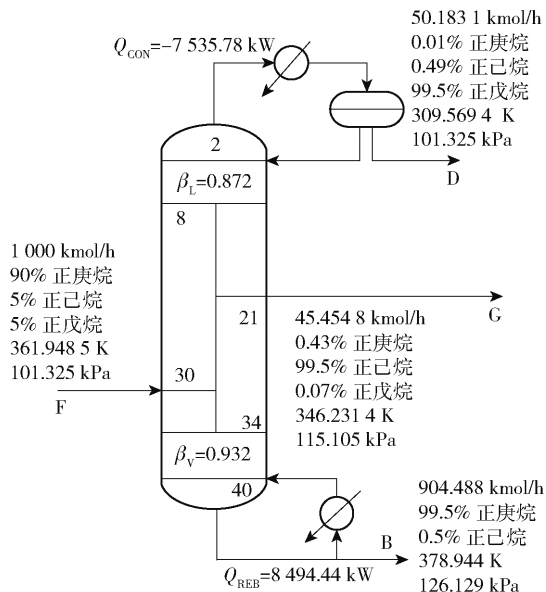 Q_CON=−7 535.78 kW
50.183 1 kmol/h
0.01% 正庚烷
0.49% 正己烷
99.5% 正戊烷
309.569 4 K
101.325 kPa
D
2
β_L=0.872
8
1 000 kmol/h
90% 正庚烷
5% 正己烷
5% 正戊烷
361.948 5 K
101.325 kPa
F
30
21
G
45.454 8 kmol/h
0.43% 正庚烷
99.5% 正己烷
0.07% 正戊烷
346.231 4 K
115.105 kPa
34
β_V=0.932
40
904.488 kmol/h
99.5% 正庚烷
0.5% 正己烷
378.944 K
126.129 kPa
B
Q_REB=8 494.44 kW